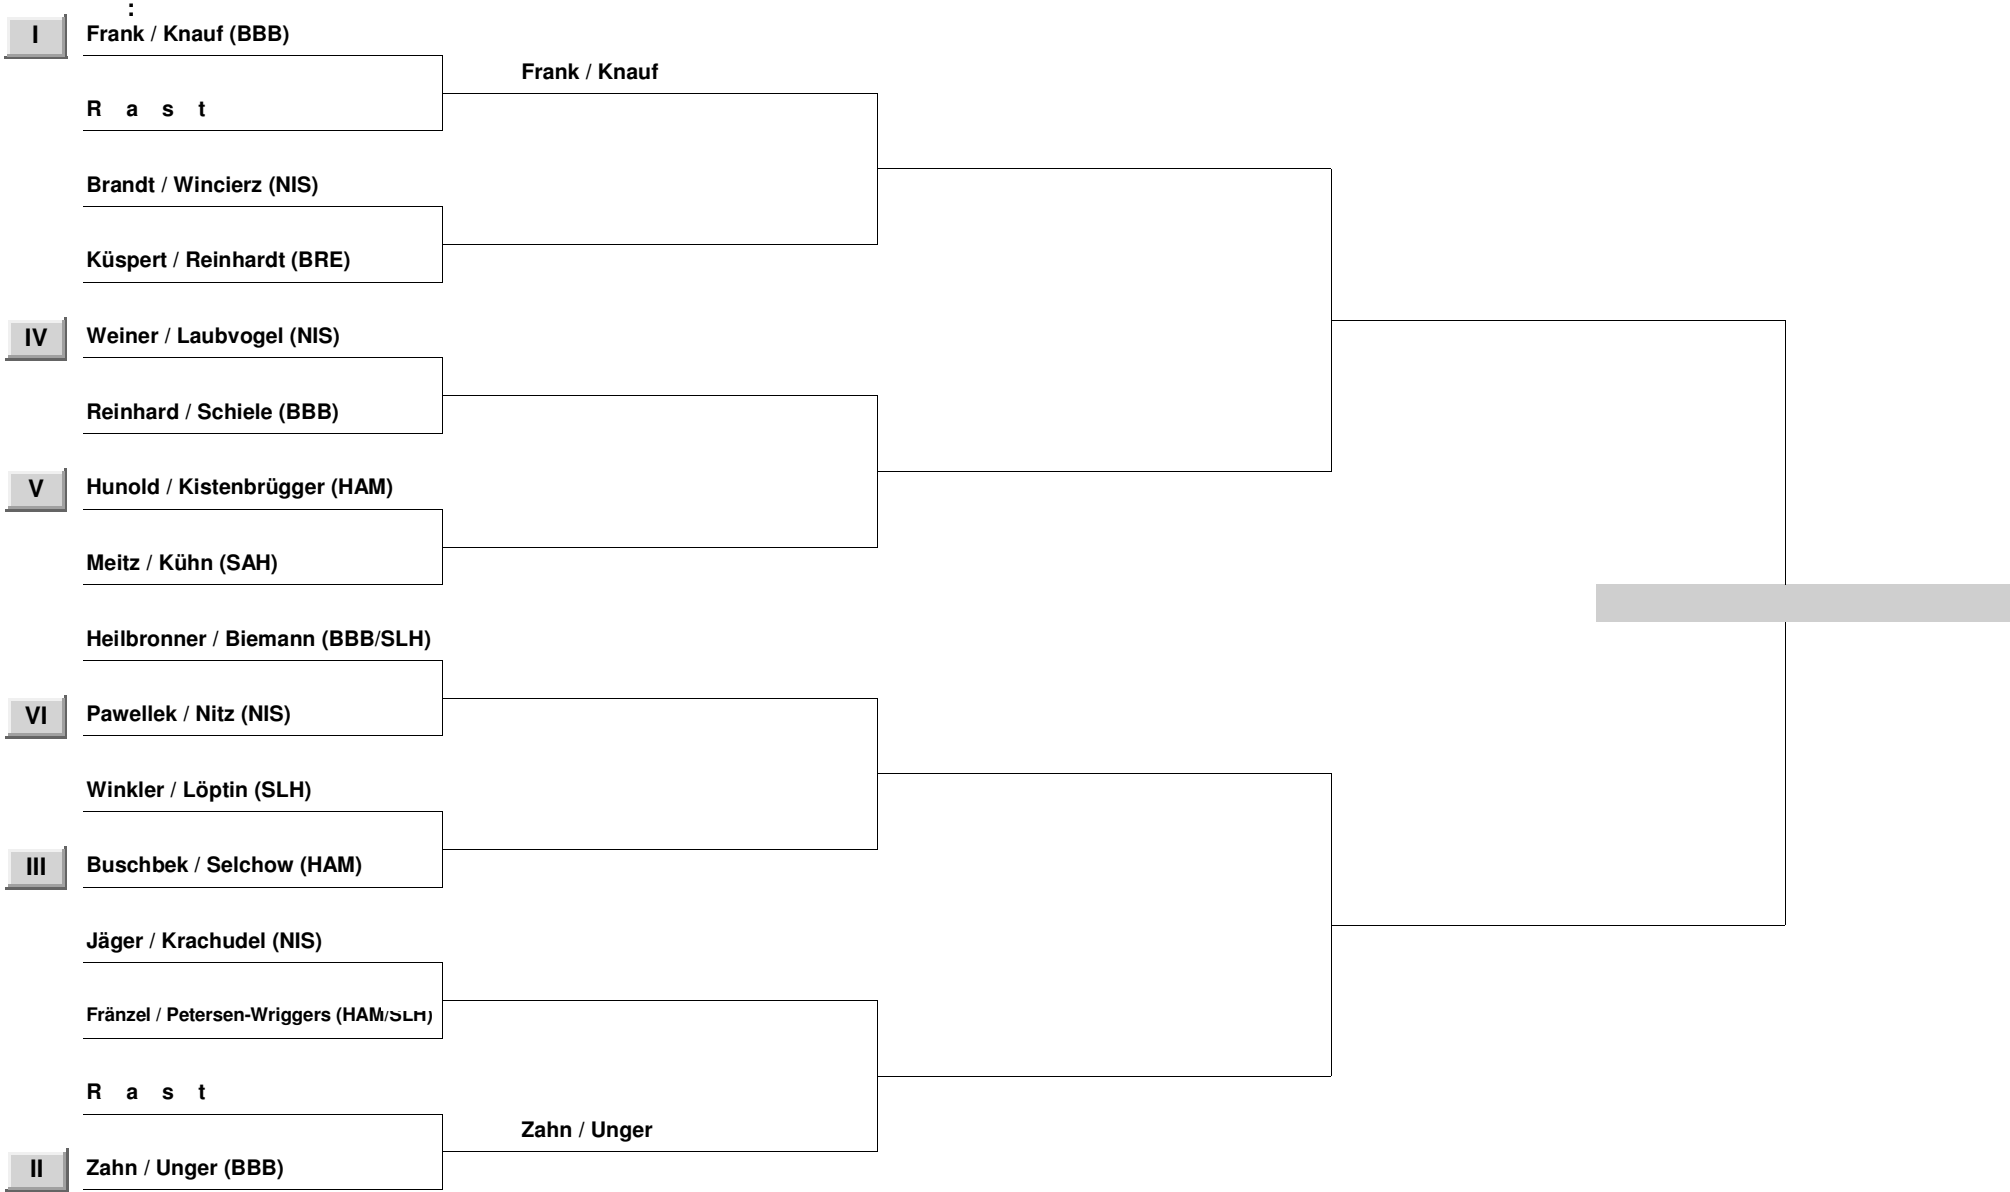 :
I Frank / Knauf (BBB)
Frank / Knauf
R a s t
Brandt / Wincierz (NIS)
Küspert / Reinhardt (BRE)
IV Weiner / Laubvogel (NIS)
Reinhard / Schiele (BBB)
V Hunold / Kistenbrügger (HAM)
Meitz / Kühn (SAH)
Heilbronner / Biemann (BBB/SLH)
VI Pawellek / Nitz (NIS)
Winkler / Löptin (SLH)
III Buschbek / Selchow (HAM)
Jäger / Krachudel (NIS)
Fränzel / Petersen-Wriggers (HAM/SLH)
R a s t
Zahn / Unger
II Zahn / Unger (BBB)